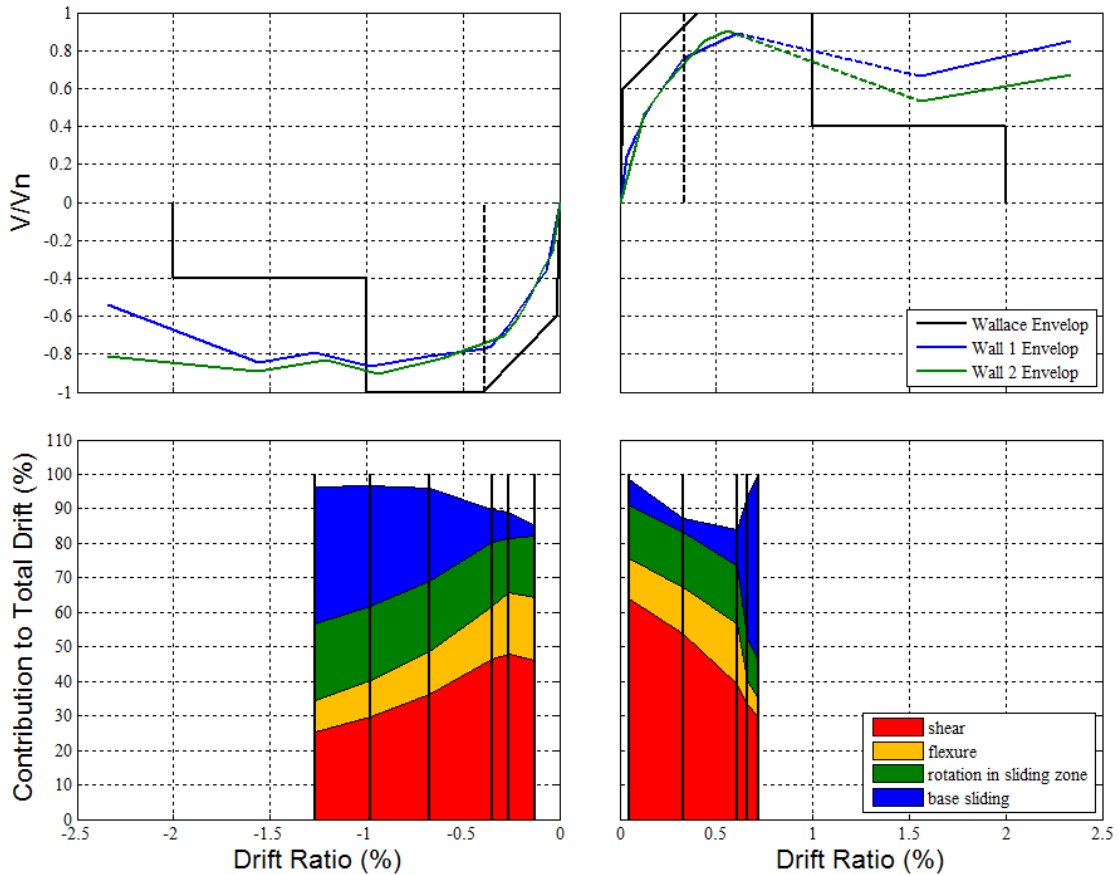 1
0.8
0.6
0.4
0.2
0
-0.2
-0.4
-0.6
-0.8
-1
V/Vn
Wallace Envelop
Wall 1 Envelop
Wall 2 Envelop
110
100
90
80
70
60
50
40
30
20
10
0
Contribution to Total Drift (%)
shear
flexure
rotation in sliding zone
base sliding
-2.5 -2 -1.5 -1 -0.5 0
0 0.5 1 1.5 2 2.5
Drift Ratio (%)
Drift Ratio (%)